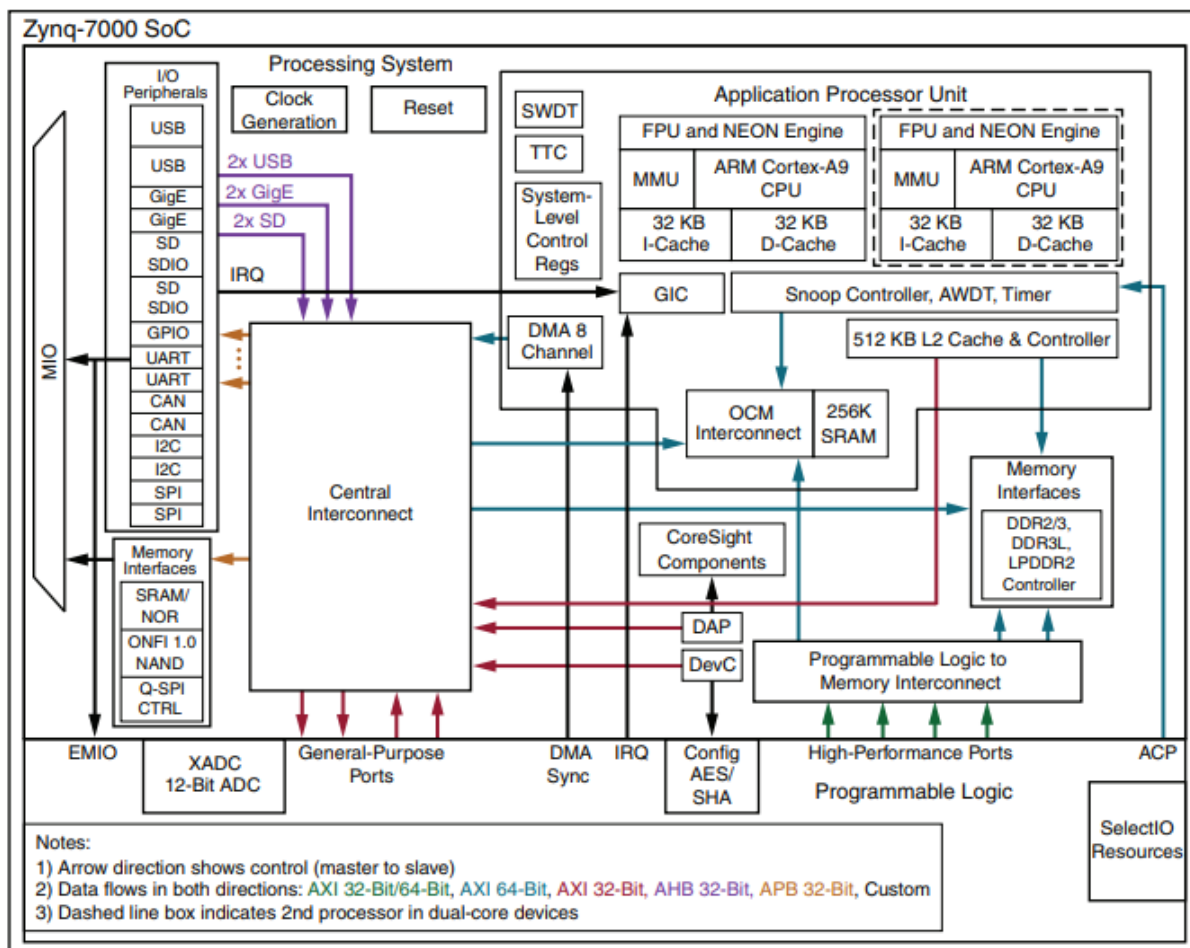 Zynq-7000 SoC
Processing System
I/O
Peripherals
USB
USB
GigE
GigE
SD
SDIO
SD
SDIO
GPIO
UART
UART
CAN
CAN
I2C
I2C
SPI
SPI
MIO
Memory
Interfaces
SRAM/
NOR
ONFI 1.0
NAND
Q-SPI
CTRL
Clock
Generation
Reset
2x USB
2x GigE
2x SD
IRQ
Central
Interconnect
SWDT
TTC
System-
Level
Control
Regs
Application Processor Unit
FPU and NEON Engine
MMU
ARM Cortex-A9
CPU
32 KB
I-Cache
32 KB
D-Cache
FPU and NEON Engine
MMU
ARM Cortex-A9
CPU
32 KB
I-Cache
32 KB
D-Cache
GIC
Snoop Controller, AWDT, Timer
DMA 8
Channel
512 KB L2 Cache & Controller
OCM
Interconnect
256K
SRAM
Memory
Interfaces
DDR2/3,
DDR3L,
LPDDR2
Controller
CoreSight
Components
DAP
DevC
Programmable Logic to
Memory Interconnect
EMIO
XADC
12-Bit ADC
General-Purpose
Ports
DMA
Sync
IRQ
Config
AES/
SHA
High-Performance Ports
ACP
Programmable Logic
SelectIO
Resources
Notes:
1) Arrow direction shows control (master to slave)
2) Data flows in both directions: AXI 32-Bit/64-Bit, AXI 64-Bit, AXI 32-Bit, AHB 32-Bit, APB 32-Bit, Custom
3) Dashed line box indicates 2nd processor in dual-core devices